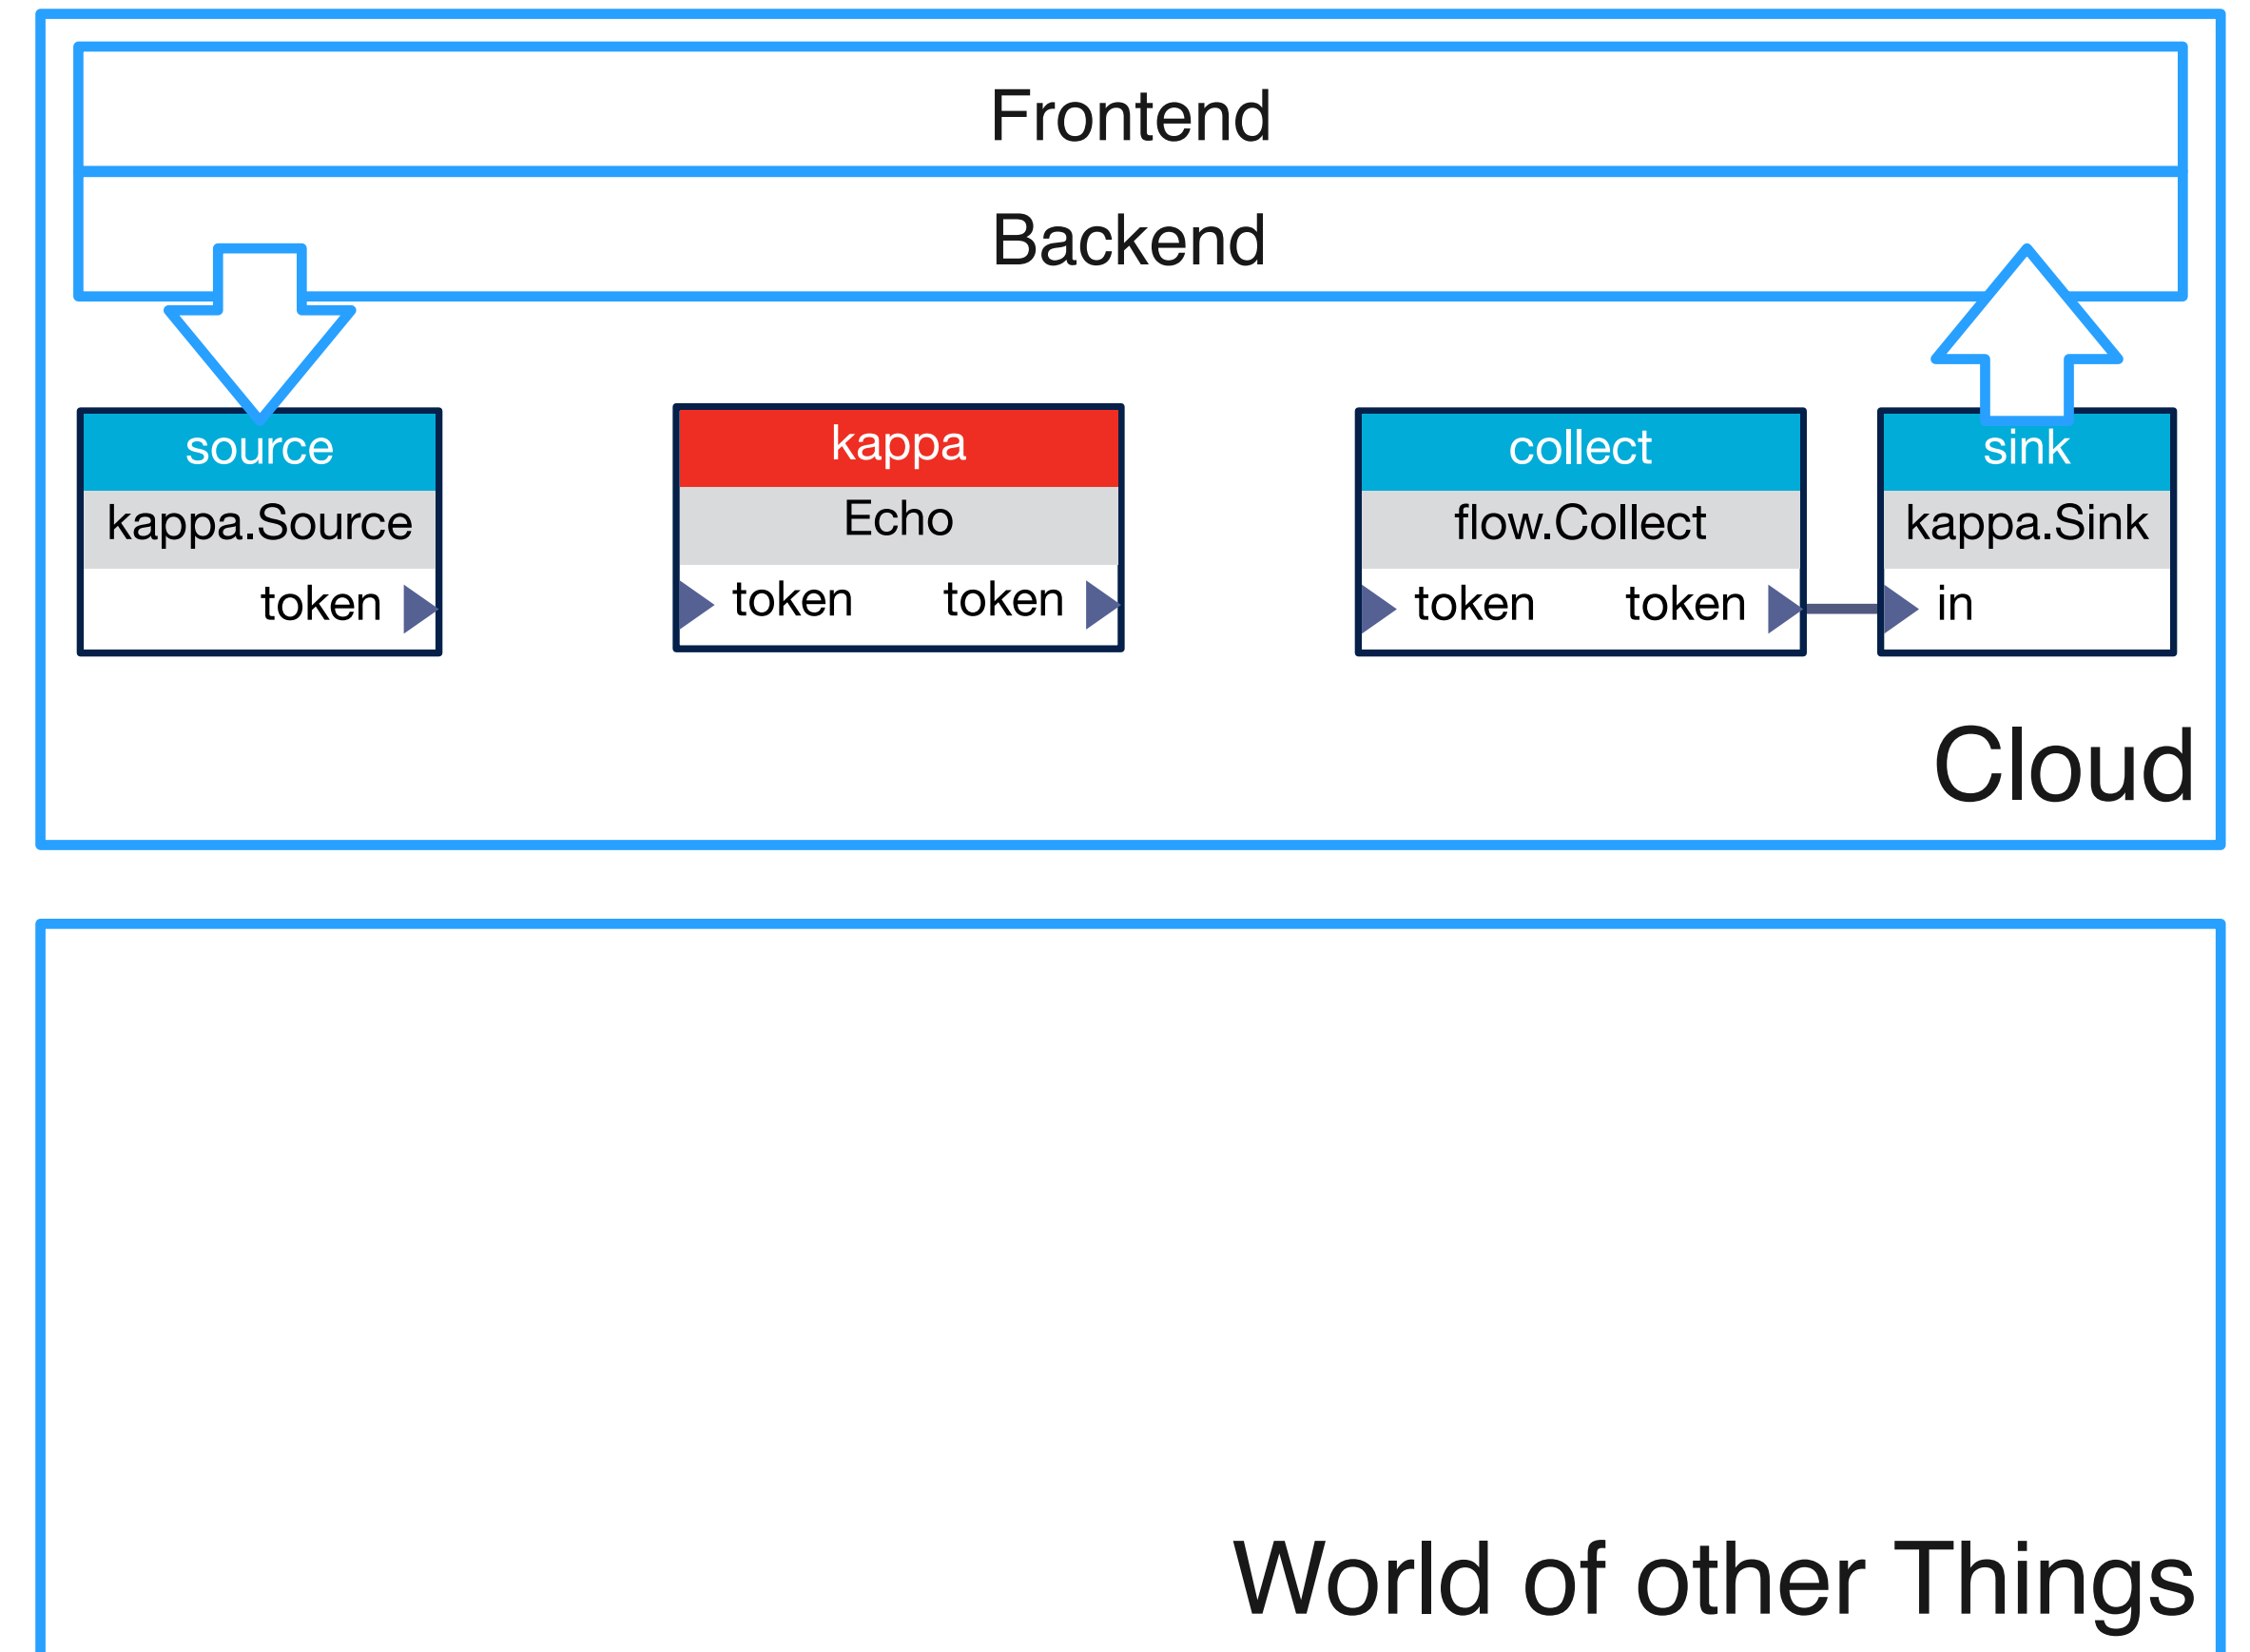 Frontend
Backend
source
kappa.Source
token
kappa
Echo
token token
collect
flow.Collect
token token
sink
kappa.Sink
in
Cloud
World of other Things